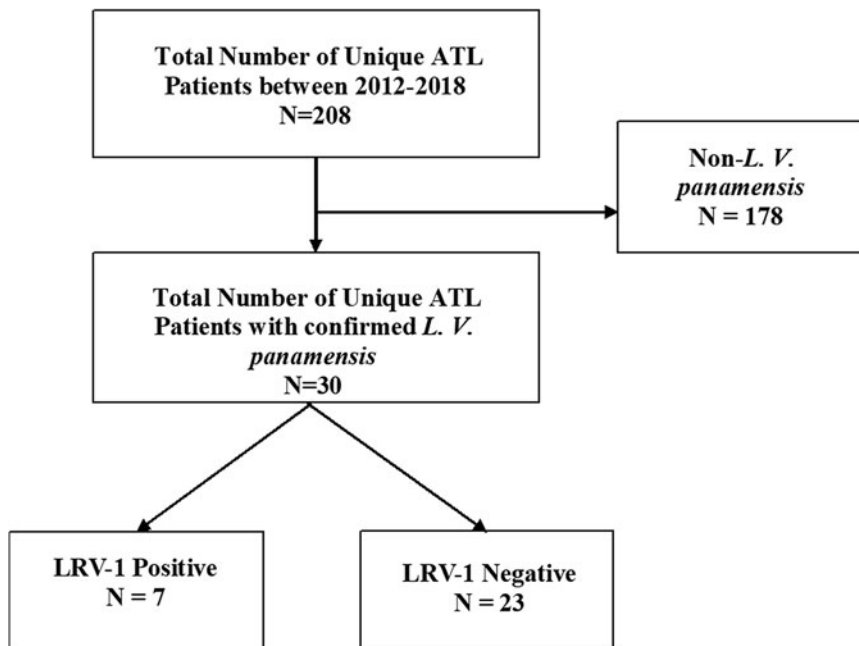 Total Number of Unique ATL
Patients between 2012-2018
N=208
Non-L. V.
panamensis
N = 178
Total Number of Unique ATL
Patients with confirmed L. V.
panamensis
N=30
LRV-1 Positive
N = 7
LRV-1 Negative
N = 23